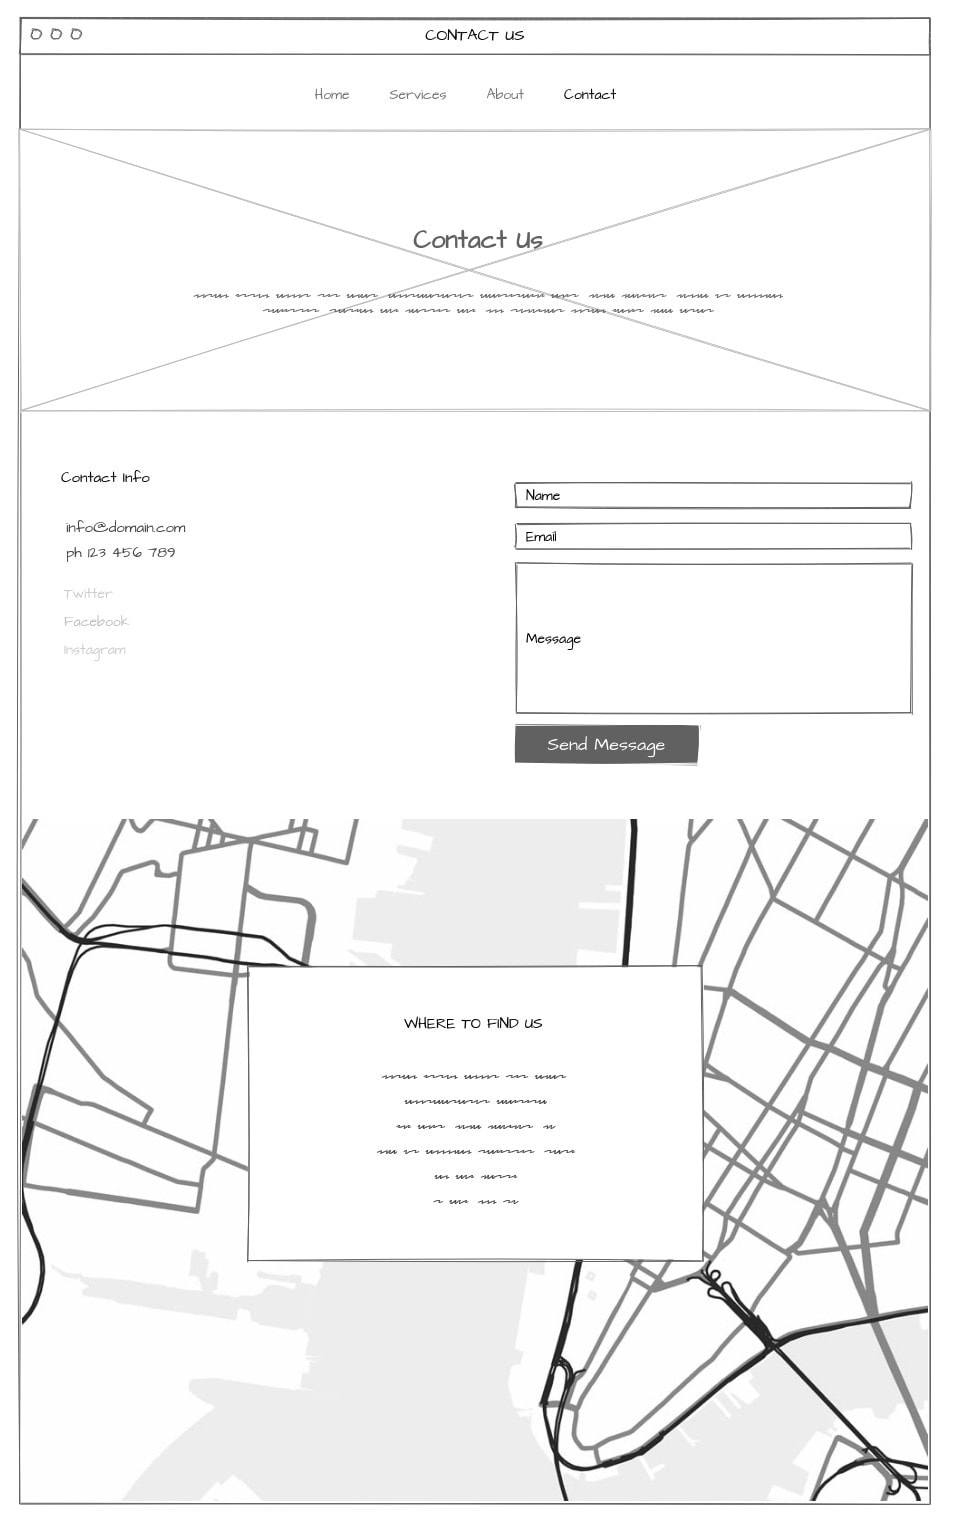 CONTACT US
Home Services About Contact
Contact Us
Contact Info
info@domain.com
ph 123 456 789
Twitter
Facebook
Instagram
Name
Email
Message
Send Message
WHERE TO FIND US